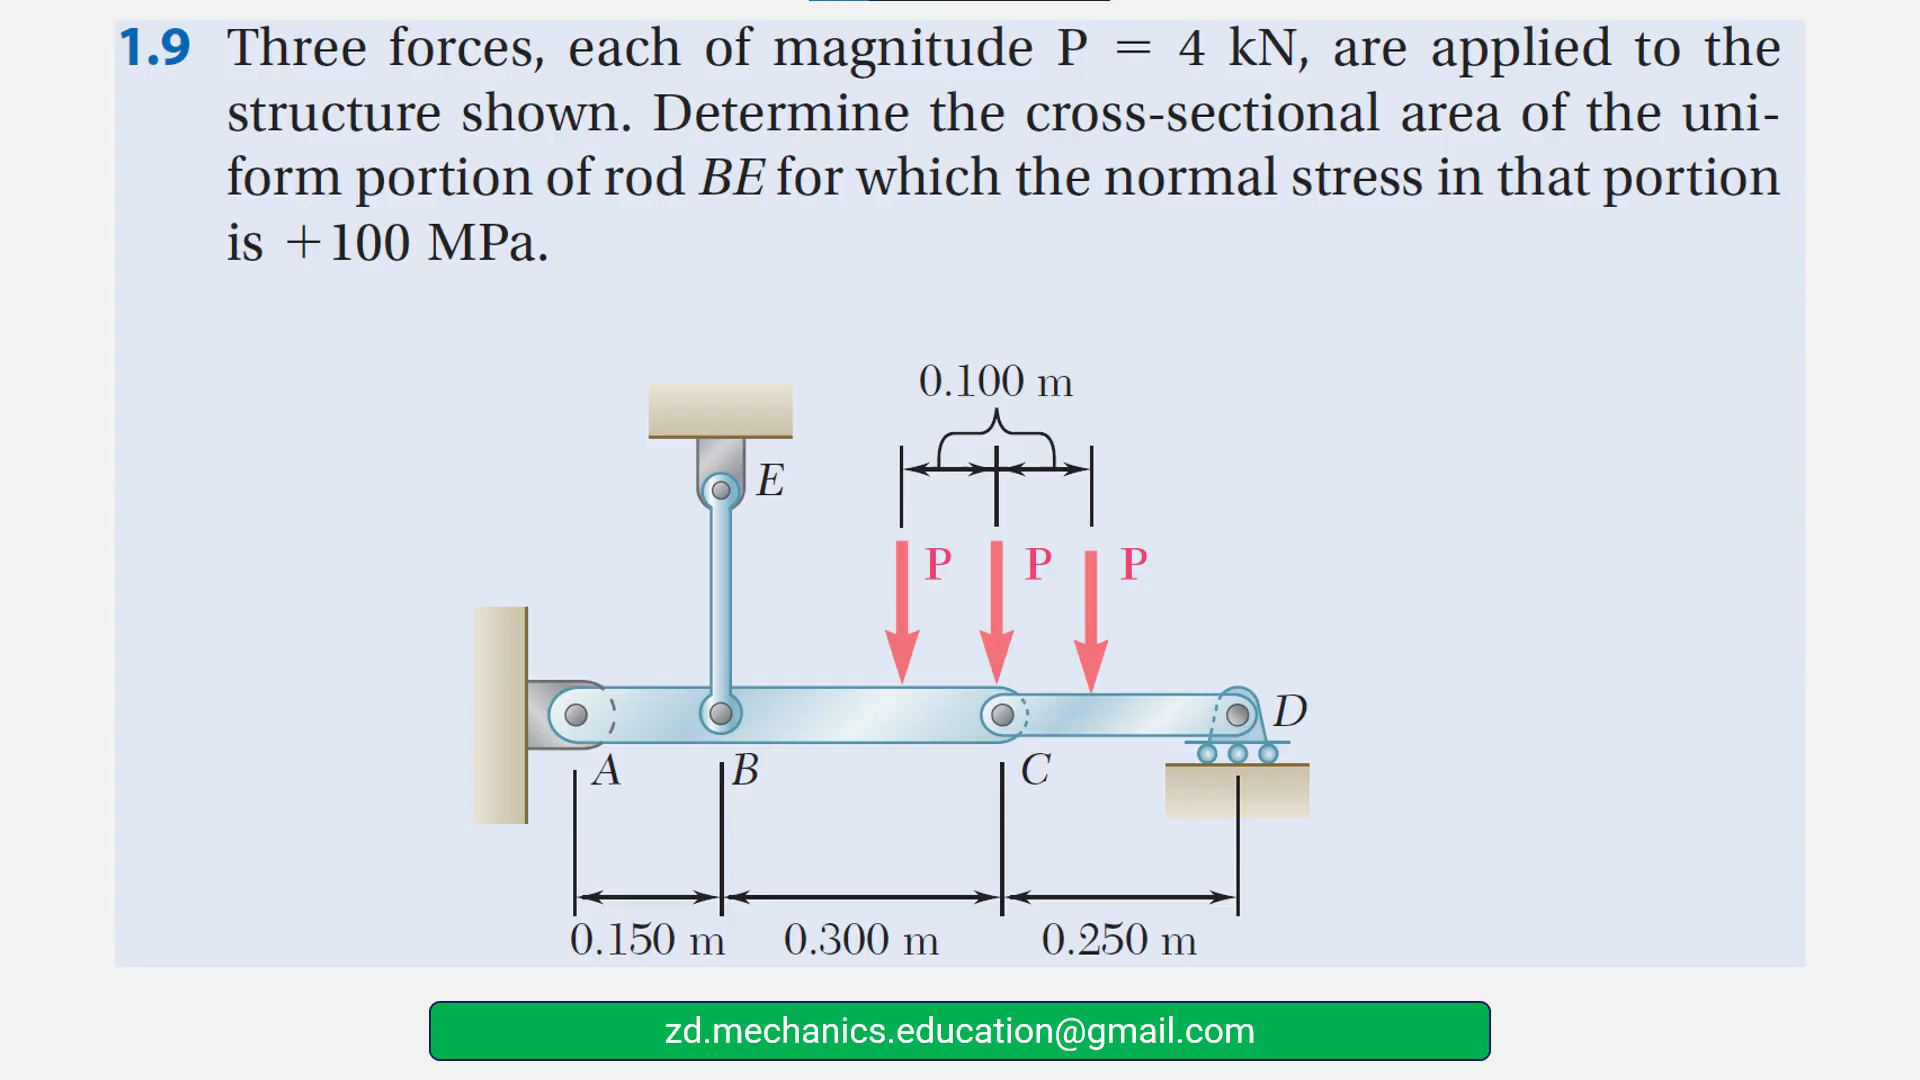 1.9 Three forces, each of magnitude P = 4 kN, are applied to the
structure shown. Determine the cross-sectional area of the uni-
form portion of rod BE for which the normal stress in that portion
is +100 MPa.
0.100 m
E
P P P
D
A B C
0.150 m 0.300 m 0.250 m
zd.mechanics.education@gmail.com